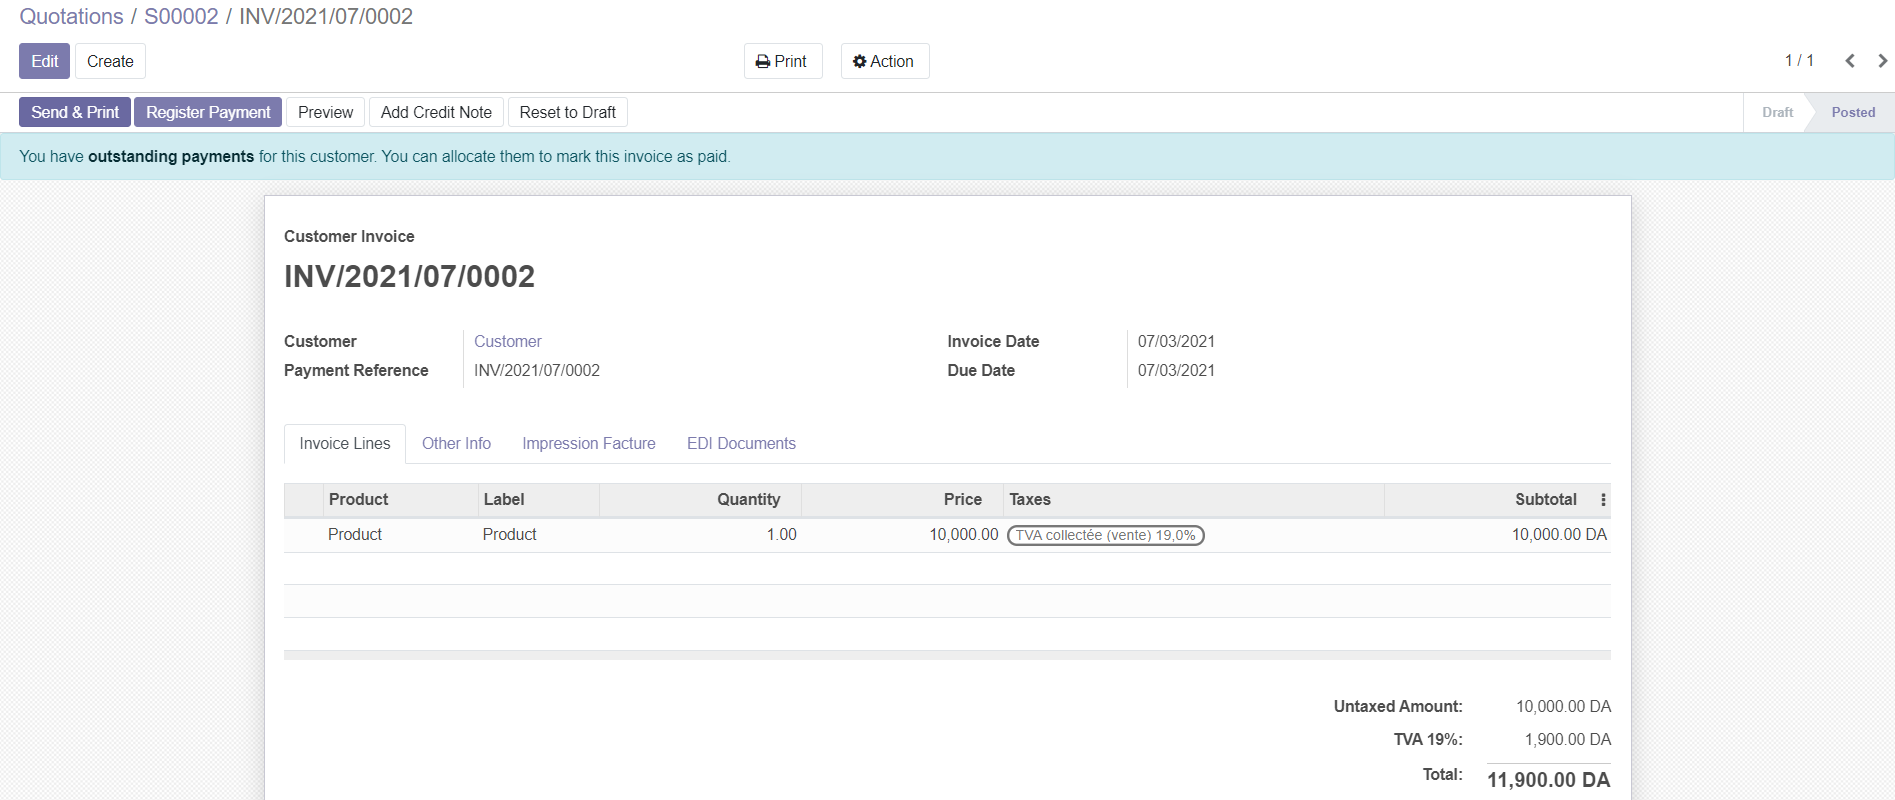 Quotations / S00002 / INV/2021/07/0002
Edit Create Print Action 1 / 1
Send & Print Register Payment Preview Add Credit Note Reset to Draft Draft Posted
You have outstanding payments for this customer. You can allocate them to mark this invoice as paid.
Customer Invoice
INV/2021/07/0002
Customer Customer Invoice Date 07/03/2021
Payment Reference INV/2021/07/0002 Due Date 07/03/2021
Invoice Lines Other Info Impression Facture EDI Documents
Product Label Quantity Price Taxes Subtotal
Product Product 1.00 10,000.00 TVA collectée (vente) 19,0% 10,000.00 DA
Untaxed Amount: 10,000.00 DA
TVA 19%: 1,900.00 DA
Total: 11,900.00 DA